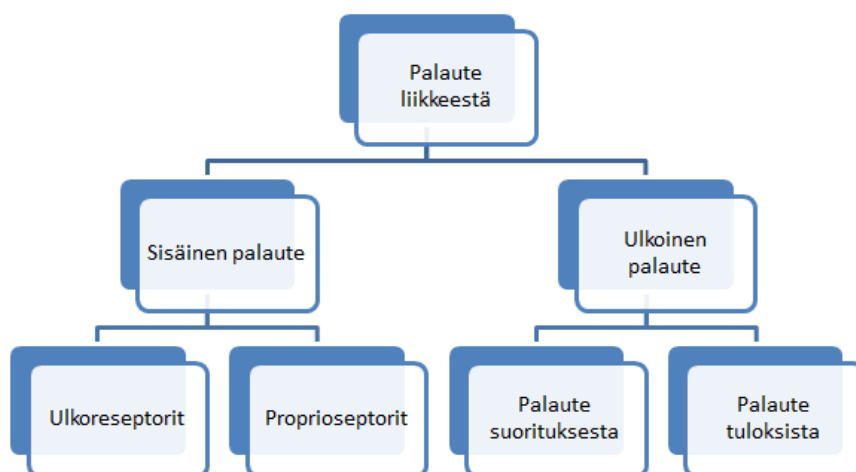 Palaute
liikkeestä
Sisäinen palaute
Ulkoinen
palaute
Ulkoreseptorit
Proprioseptorit
Palaute
suorituksesta
Palaute
tuloksista